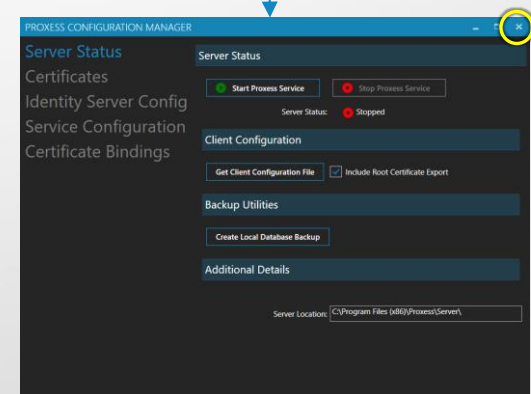 PROXESS CONFIGURATION MANAGER
Server Status
Certificates
Identity Server Config
Service Configuration
Certificate Bindings
Server Status
Start Proxess Service
Stop Proxess Service
Server Status:
Stopped
Client Configuration
Get Client Configuration File
Include Root Certificate Export
Backup Utilities
Create Local Database Backup
Additional Details
Server Location:
C:\Program Files (x86)\Proxess\Server\